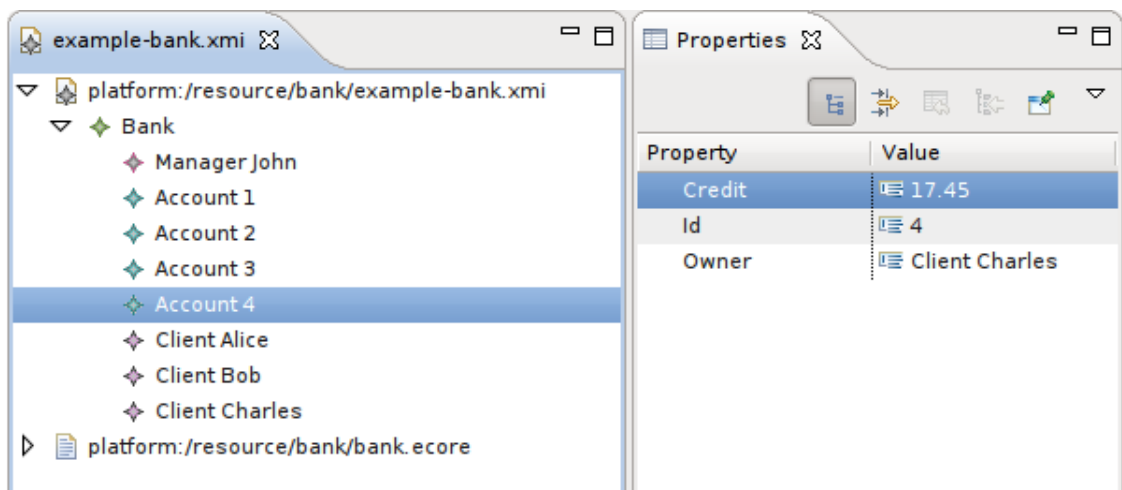 example-bank.xmi
platform:/resource/bank/example-bank.xmi
Bank
Manager John
Account 1
Account 2
Account 3
Account 4
Client Alice
Client Bob
Client Charles
platform:/resource/bank/bank.ecore
Properties
Property Value
Credit 17.45
Id 4
Owner Client Charles